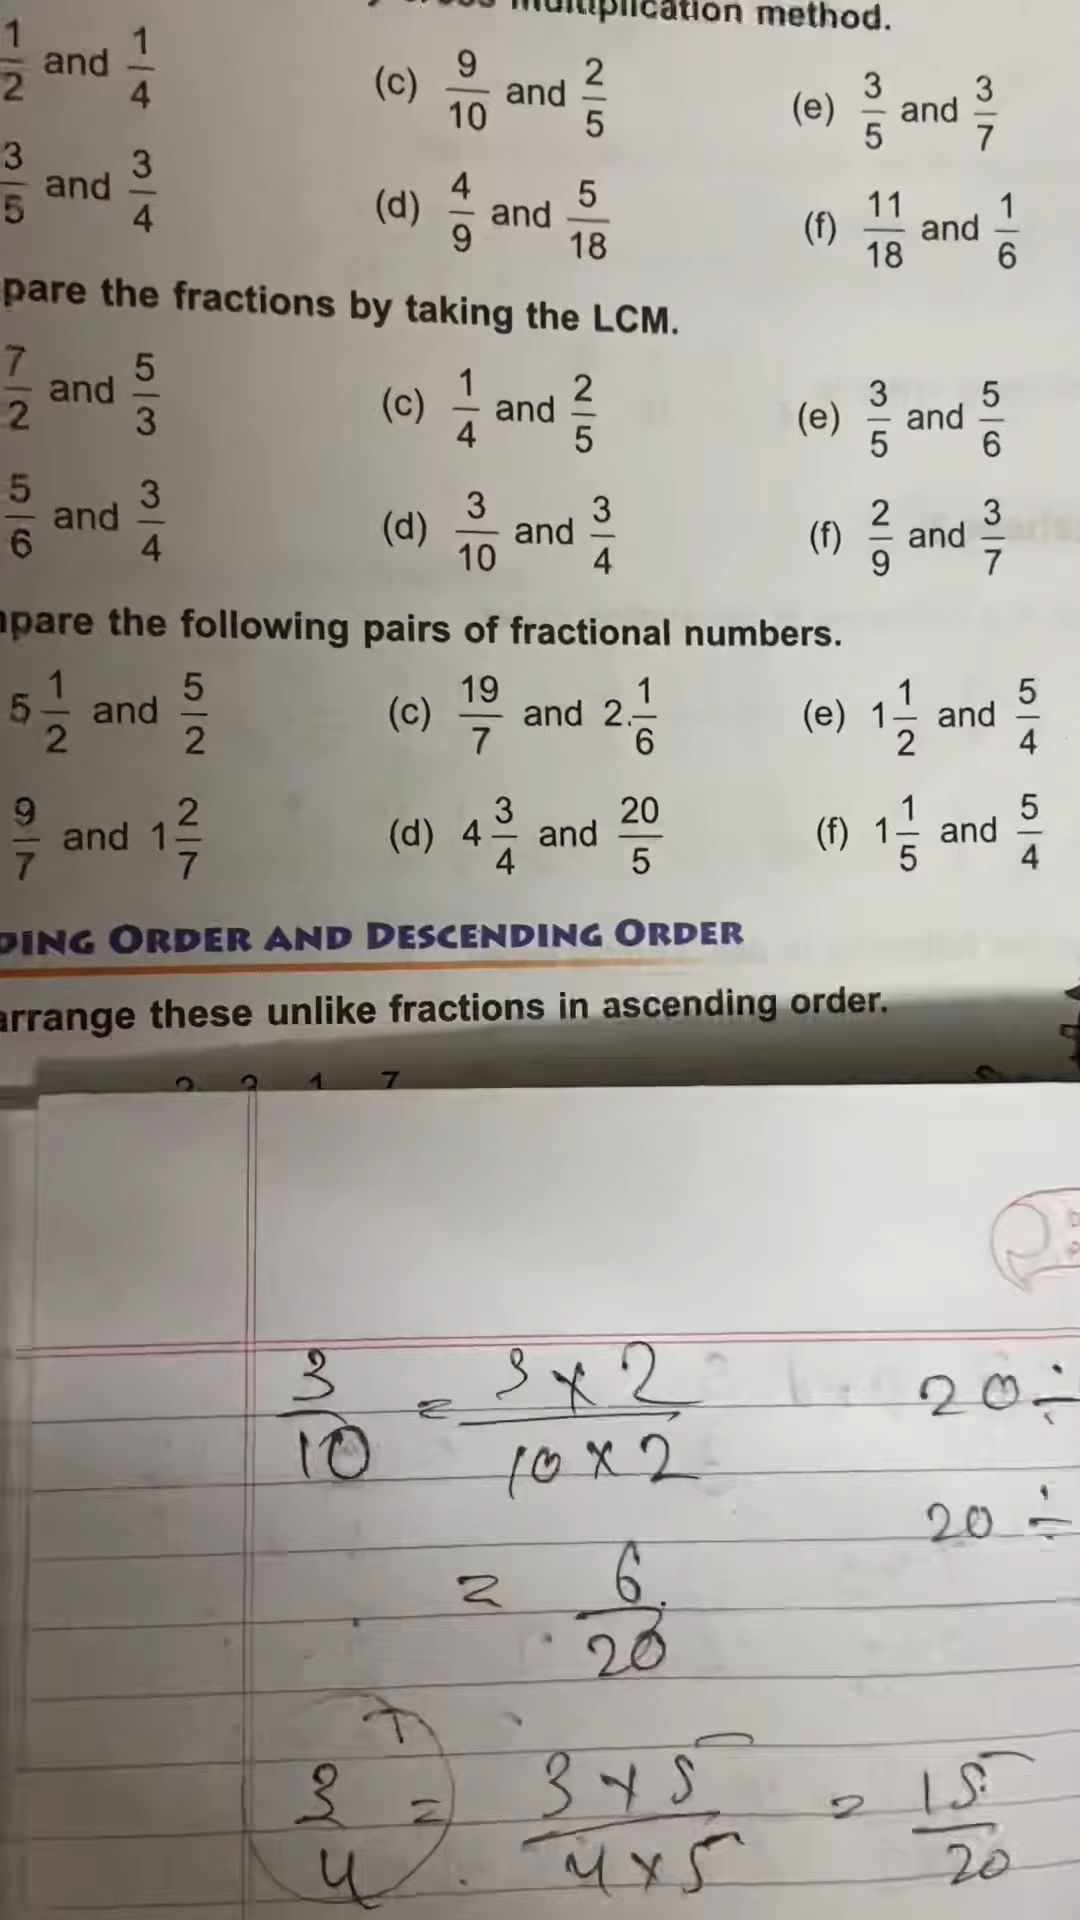 multiplication method.
1/2 and 1/4 (c) 9/10 and 2/5 (e) 3/5 and 3/7
3/5 and 3/4 (d) 4/9 and 5/18 (f) 11/18 and 1/6
pare the fractions by taking the LCM.
7/2 and 5/3 (c) 1/4 and 2/5 (e) 3/5 and 5/6
5/6 and 3/4 (d) 3/10 and 3/4 (f) 2/9 and 3/7
pare the following pairs of fractional numbers.
5 1/2 and 5/2 (c) 19/7 and 2 1/6 (e) 1 1/2 and 5/4
9/7 and 1 2/7 (d) 4 3/4 and 20/5 (f) 1 1/5 and 5/4
DING ORDER AND DESCENDING ORDER
arrange these unlike fractions in ascending order.
3/10 = 3 × 2/10 × 2 20 ÷
20 ÷
= 6/20
3/4 = 3 × 5/4 × 5 = 15/20